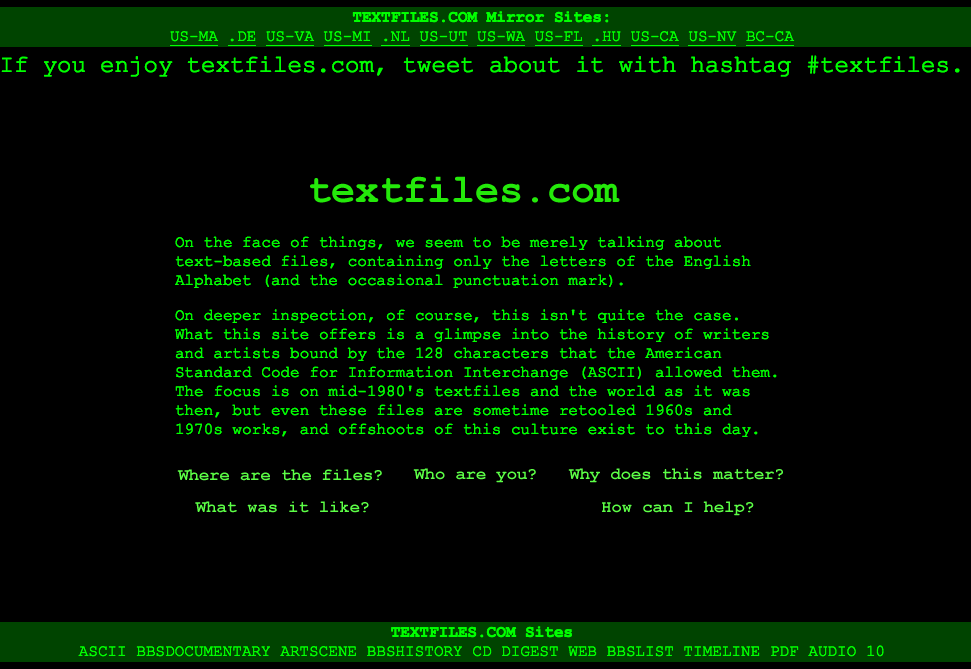 TEXTFILES.COM Mirror Sites:
US-MA .DE US-VA US-MI .NL US-UT US-WA US-FL .HU US-CA US-NV BC-CA
If you enjoy textfiles.com, tweet about it with hashtag #textfiles.
textfiles.com
On the face of things, we seem to be merely talking about
text-based files, containing only the letters of the English
Alphabet (and the occasional punctuation mark).
On deeper inspection, of course, this isn't quite the case.
What this site offers is a glimpse into the history of writers
and artists bound by the 128 characters that the American
Standard Code for Information Interchange (ASCII) allowed them.
The focus is on mid-1980's textfiles and the world as it was
then, but even these files are sometime retooled 1960s and
1970s works, and offshoots of this culture exist to this day.
Where are the files? Who are you? Why does this matter?
What was it like? How can I help?
TEXTFILES.COM Sites
ASCII BBSDOCUMENTARY ARTSCENE BBSHISTORY CD DIGEST WEB BBSLIST TIMELINE PDF AUDIO 10